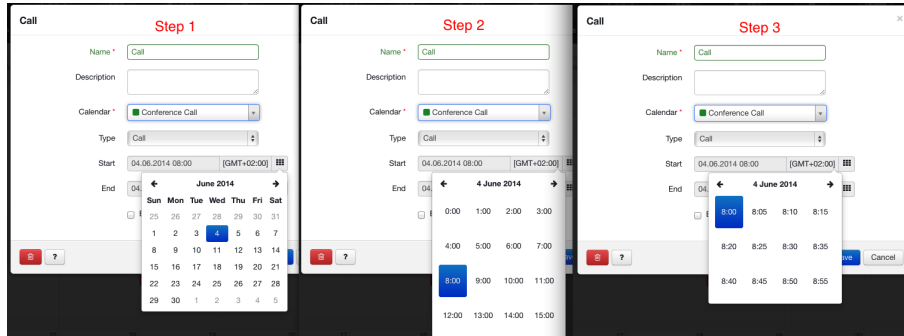 Call
Step 1
Name *
Call
Description
Calendar *
Conference Call
Type
Call
Start
04.06.2014 08:00
[GMT+02:00]
End
04.
June 2014
Sun Mon Tue Wed Thu Fri Sat
25 26 27 28 29 30 31
1 2 3 4 5 6 7
8 9 10 11 12 13 14
15 16 17 18 19 20 21
22 23 24 25 26 27 28
29 30 1 2 3 4 5
?
Call
Step 2
Name *
Call
Description
Calendar *
Conference Call
Type
Call
Start
04.06.2014 08:00
[GMT+02:00]
End
04.
4 June 2014
0:00 1:00 2:00 3:00
4:00 5:00 6:00 7:00
8:00 9:00 10:00 11:00
12:00 13:00 14:00 15:00
?
Call
Step 3
×
Name *
Call
Description
Calendar *
Conference Call
Type
Call
Start
04.06.2014 08:00
[GMT+02:00]
End
04.
4 June 2014
8:00 8:05 8:10 8:15
8:20 8:25 8:30 8:35
8:40 8:45 8:50 8:55
?
ave
Cancel